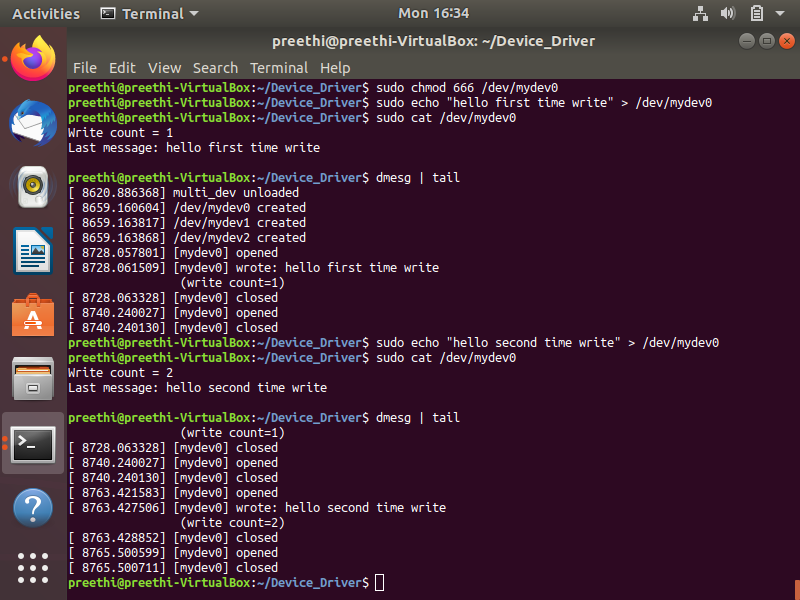 Activities Terminal Mon 16:34
preethi@preethi-VirtualBox: ~/Device_Driver
File Edit View Search Terminal Help
preethi@preethi-VirtualBox:~/Device_Driver$ sudo chmod 666 /dev/mydev0
preethi@preethi-VirtualBox:~/Device_Driver$ sudo echo "hello first time write" > /dev/mydev0
preethi@preethi-VirtualBox:~/Device_Driver$ sudo cat /dev/mydev0
Write count = 1
Last message: hello first time write
preethi@preethi-VirtualBox:~/Device_Driver$ dmesg | tail
[ 8620.886368] multi_dev unloaded
[ 8659.160604] /dev/mydev0 created
[ 8659.163817] /dev/mydev1 created
[ 8659.163868] /dev/mydev2 created
[ 8728.057801] [mydev0] opened
[ 8728.061509] [mydev0] wrote: hello first time write
(write count=1)
[ 8728.063328] [mydev0] closed
[ 8740.240027] [mydev0] opened
[ 8740.240130] [mydev0] closed
preethi@preethi-VirtualBox:~/Device_Driver$ sudo echo "hello second time write" > /dev/mydev0
preethi@preethi-VirtualBox:~/Device_Driver$ sudo cat /dev/mydev0
Write count = 2
Last message: hello second time write
preethi@preethi-VirtualBox:~/Device_Driver$ dmesg | tail
(write count=1)
[ 8728.063328] [mydev0] closed
[ 8740.240027] [mydev0] opened
[ 8740.240130] [mydev0] closed
[ 8763.421583] [mydev0] opened
[ 8763.427506] [mydev0] wrote: hello second time write
(write count=2)
[ 8763.428852] [mydev0] closed
[ 8765.500599] [mydev0] opened
[ 8765.500711] [mydev0] closed
preethi@preethi-VirtualBox:~/Device_Driver$